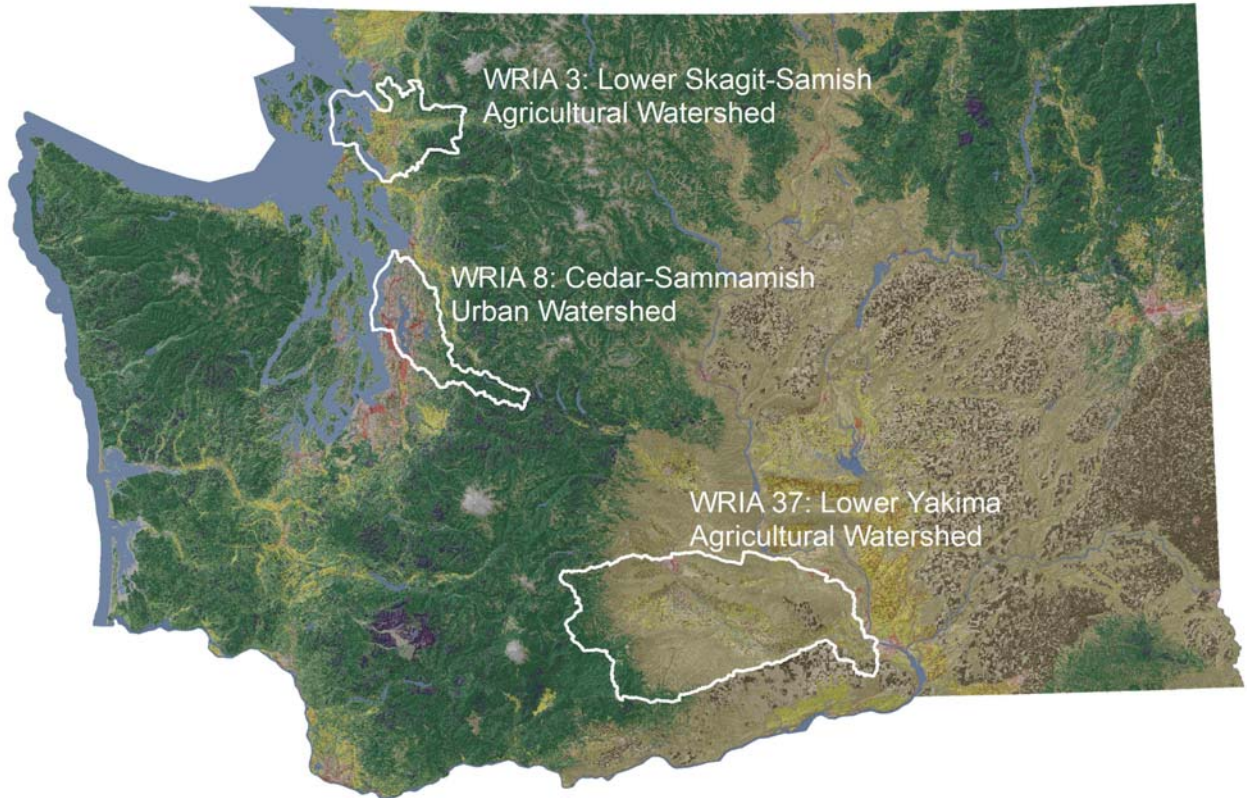 WRIA 3: Lower Skagit-Samish
Agricultural Watershed
WRIA 8: Cedar-Sammamish
Urban Watershed
WRIA 37: Lower Yakima
Agricultural Watershed